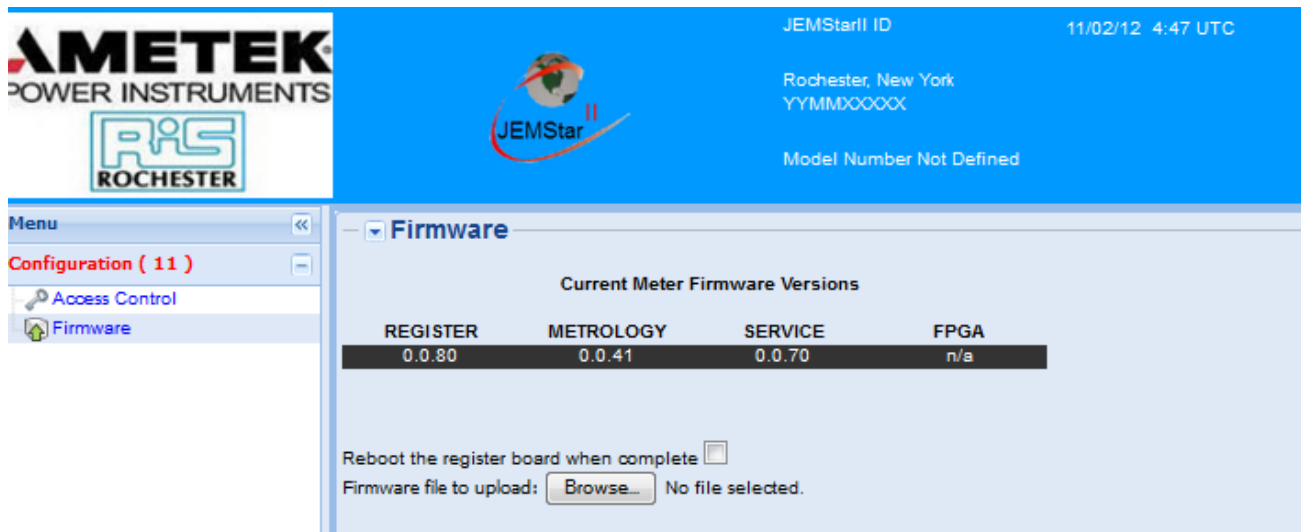 AMETEK
POWER INSTRUMENTS
RiS
ROCHESTER
JEMStar II
JEMStarII ID
11/02/12 4:47 UTC
Rochester, New York
YYMMXXXXX
Model Number Not Defined
Menu
Configuration ( 11 )
Access Control
Firmware
Firmware
Current Meter Firmware Versions
REGISTER METROLOGY SERVICE FPGA
0.0.80 0.0.41 0.0.70 n/a
Reboot the register board when complete
Firmware file to upload: Browse... No file selected.